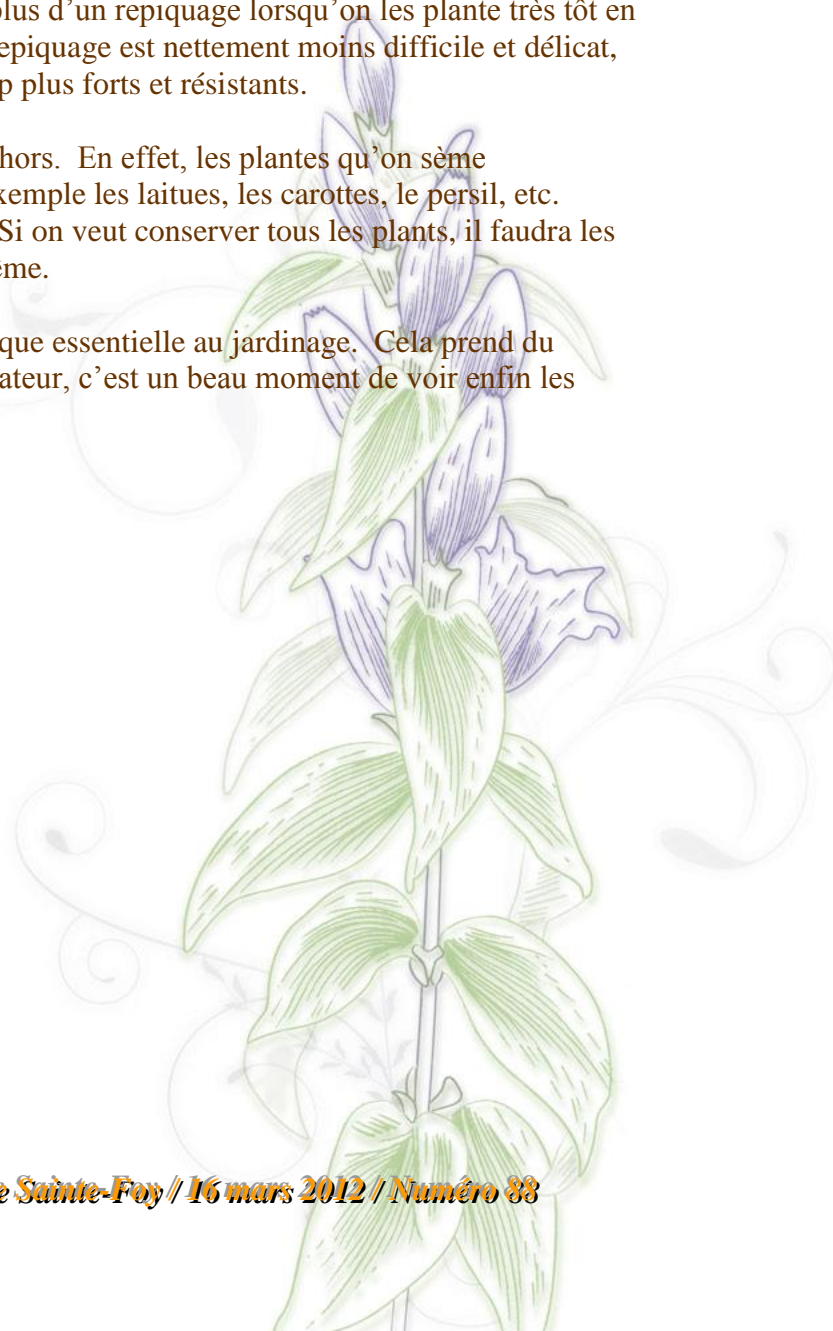 plus d'un repiquage lorsqu'on les plante très tôt en
epiquage est nettement moins difficile et délicat,
p plus forts et résistants.
hors.  En effet, les plantes qu'on sème
xemple les laitues, les carottes, le persil, etc.
Si on veut conserver tous les plants, il faudra les
ême.
que essentielle au jardinage.  Cela prend du
ateur, c'est un beau moment de voir enfin les
e Sainte-Foy / 16 mars 2012 / Numéro 88